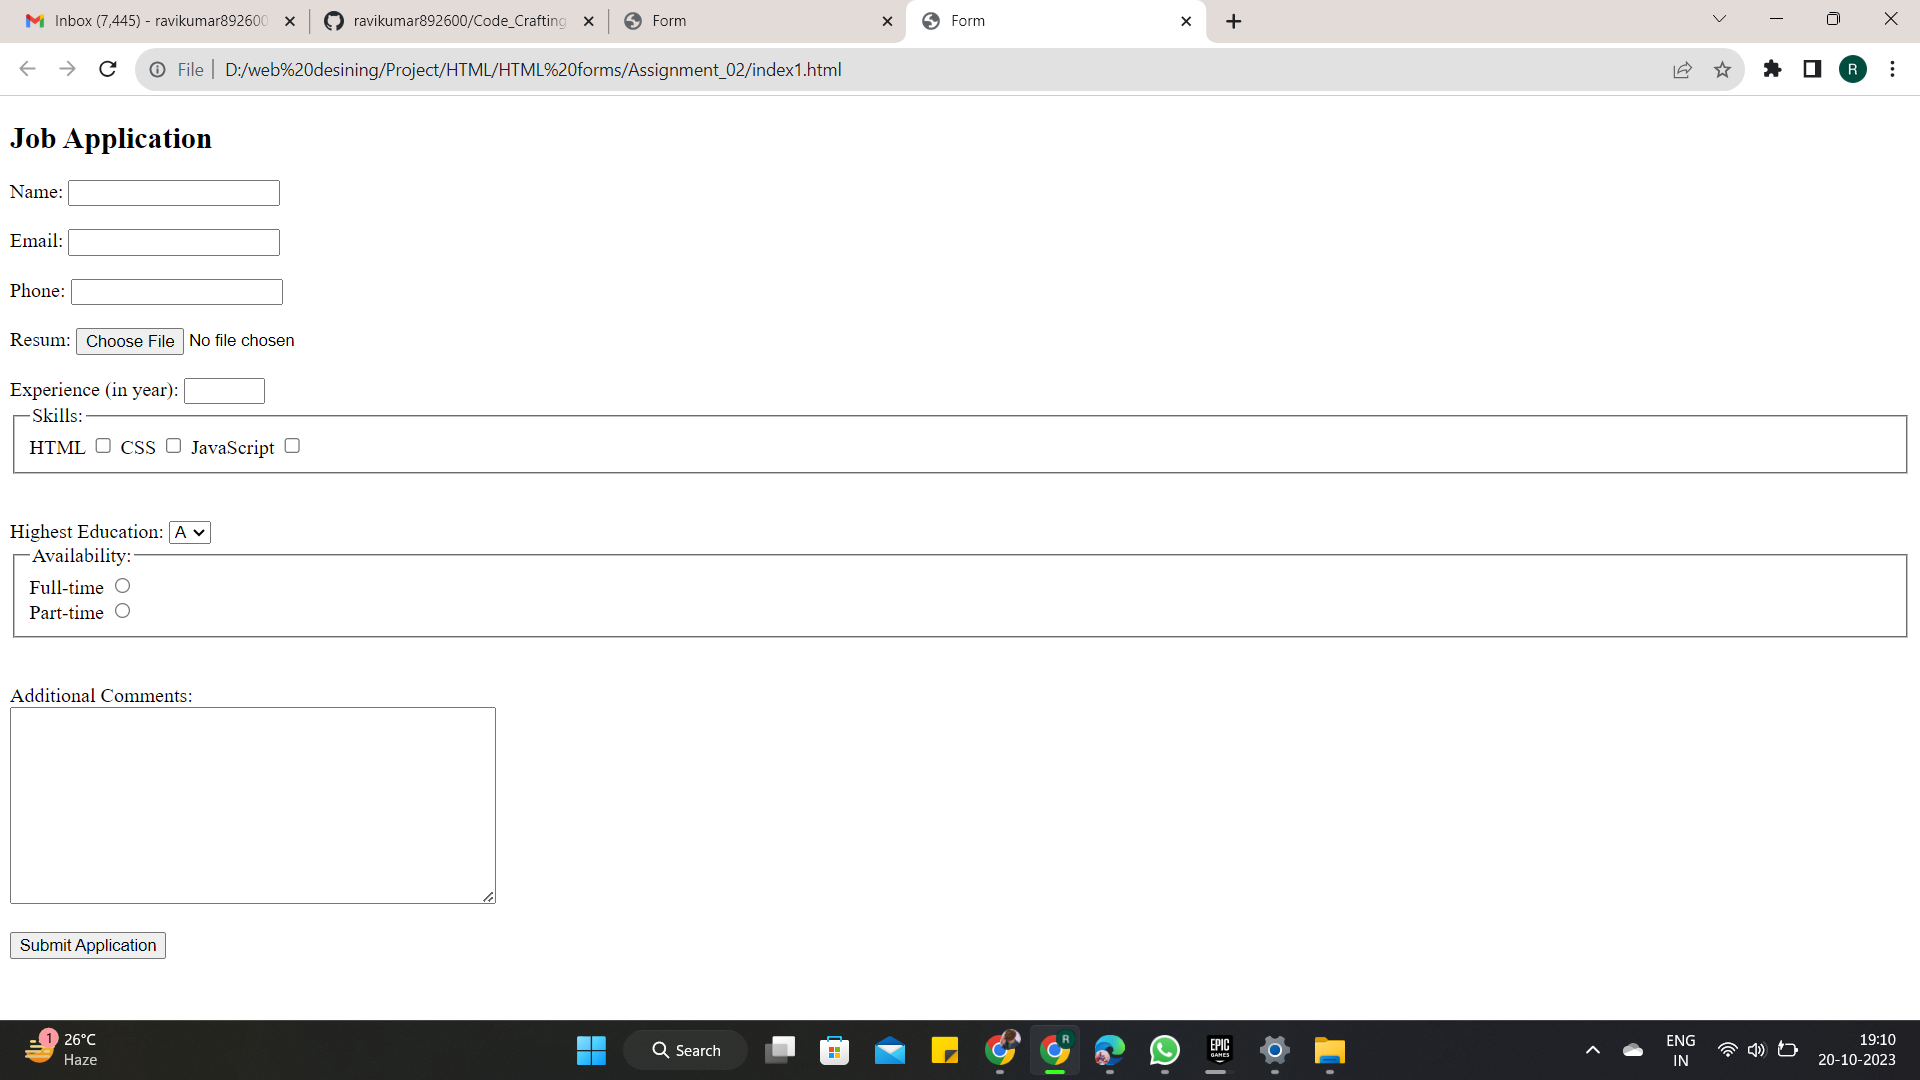 Inbox (7,445) - ravikumar892600
ravikumar892600/Code_Crafting
Form
Form
File
D:/web%20desining/Project/HTML/HTML%20forms/Assignment_02/index1.html
R
Job Application
Name:
Email:
Phone:
Resum: Choose File No file chosen
Experience (in year):
Skills:
HTML CSS JavaScript
Highest Education: A
Availability:
Full-time
Part-time
Additional Comments:
Submit Application
1
26°C
Haze
Search
R
EPIC
GAMES
ENG
IN
19:10
20-10-2023